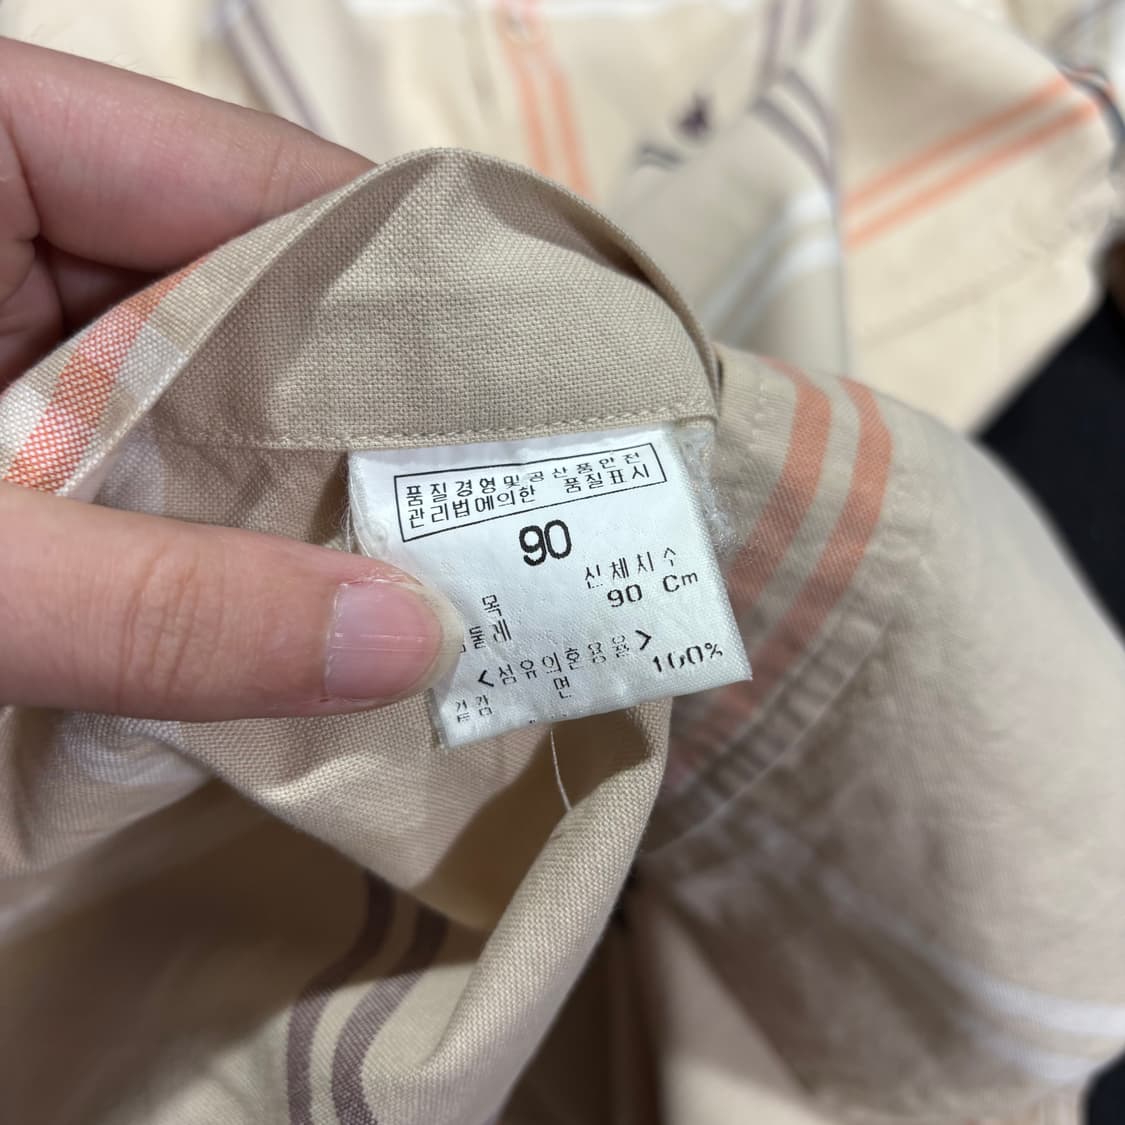 품질경영및공산품안전
관리법에의한 품질표시
90
신체치수
90 Cm
목
둘레
<섬유의혼용율>
겉감 면 100%